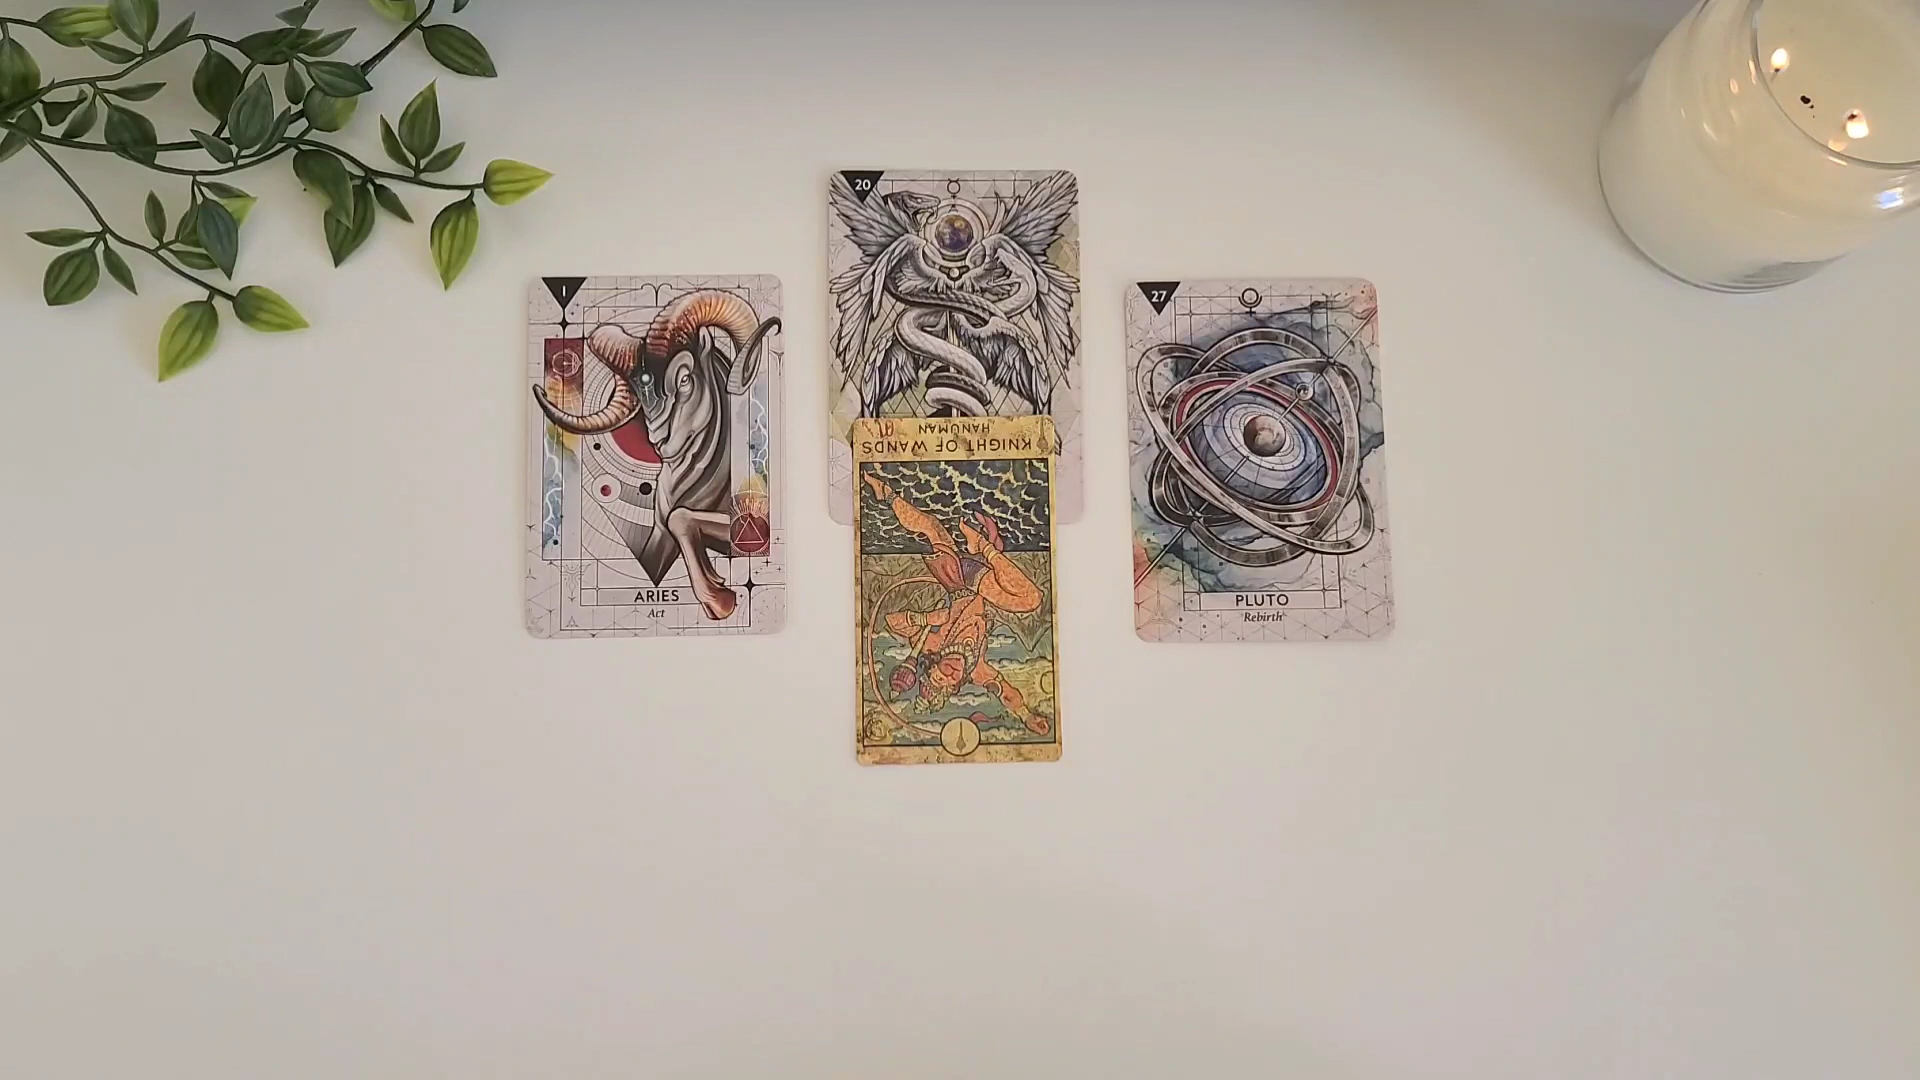 1
ARIES
Act
20
KNIGHT OF WANDS
HANUMAN
27
PLUTO
Rebirth